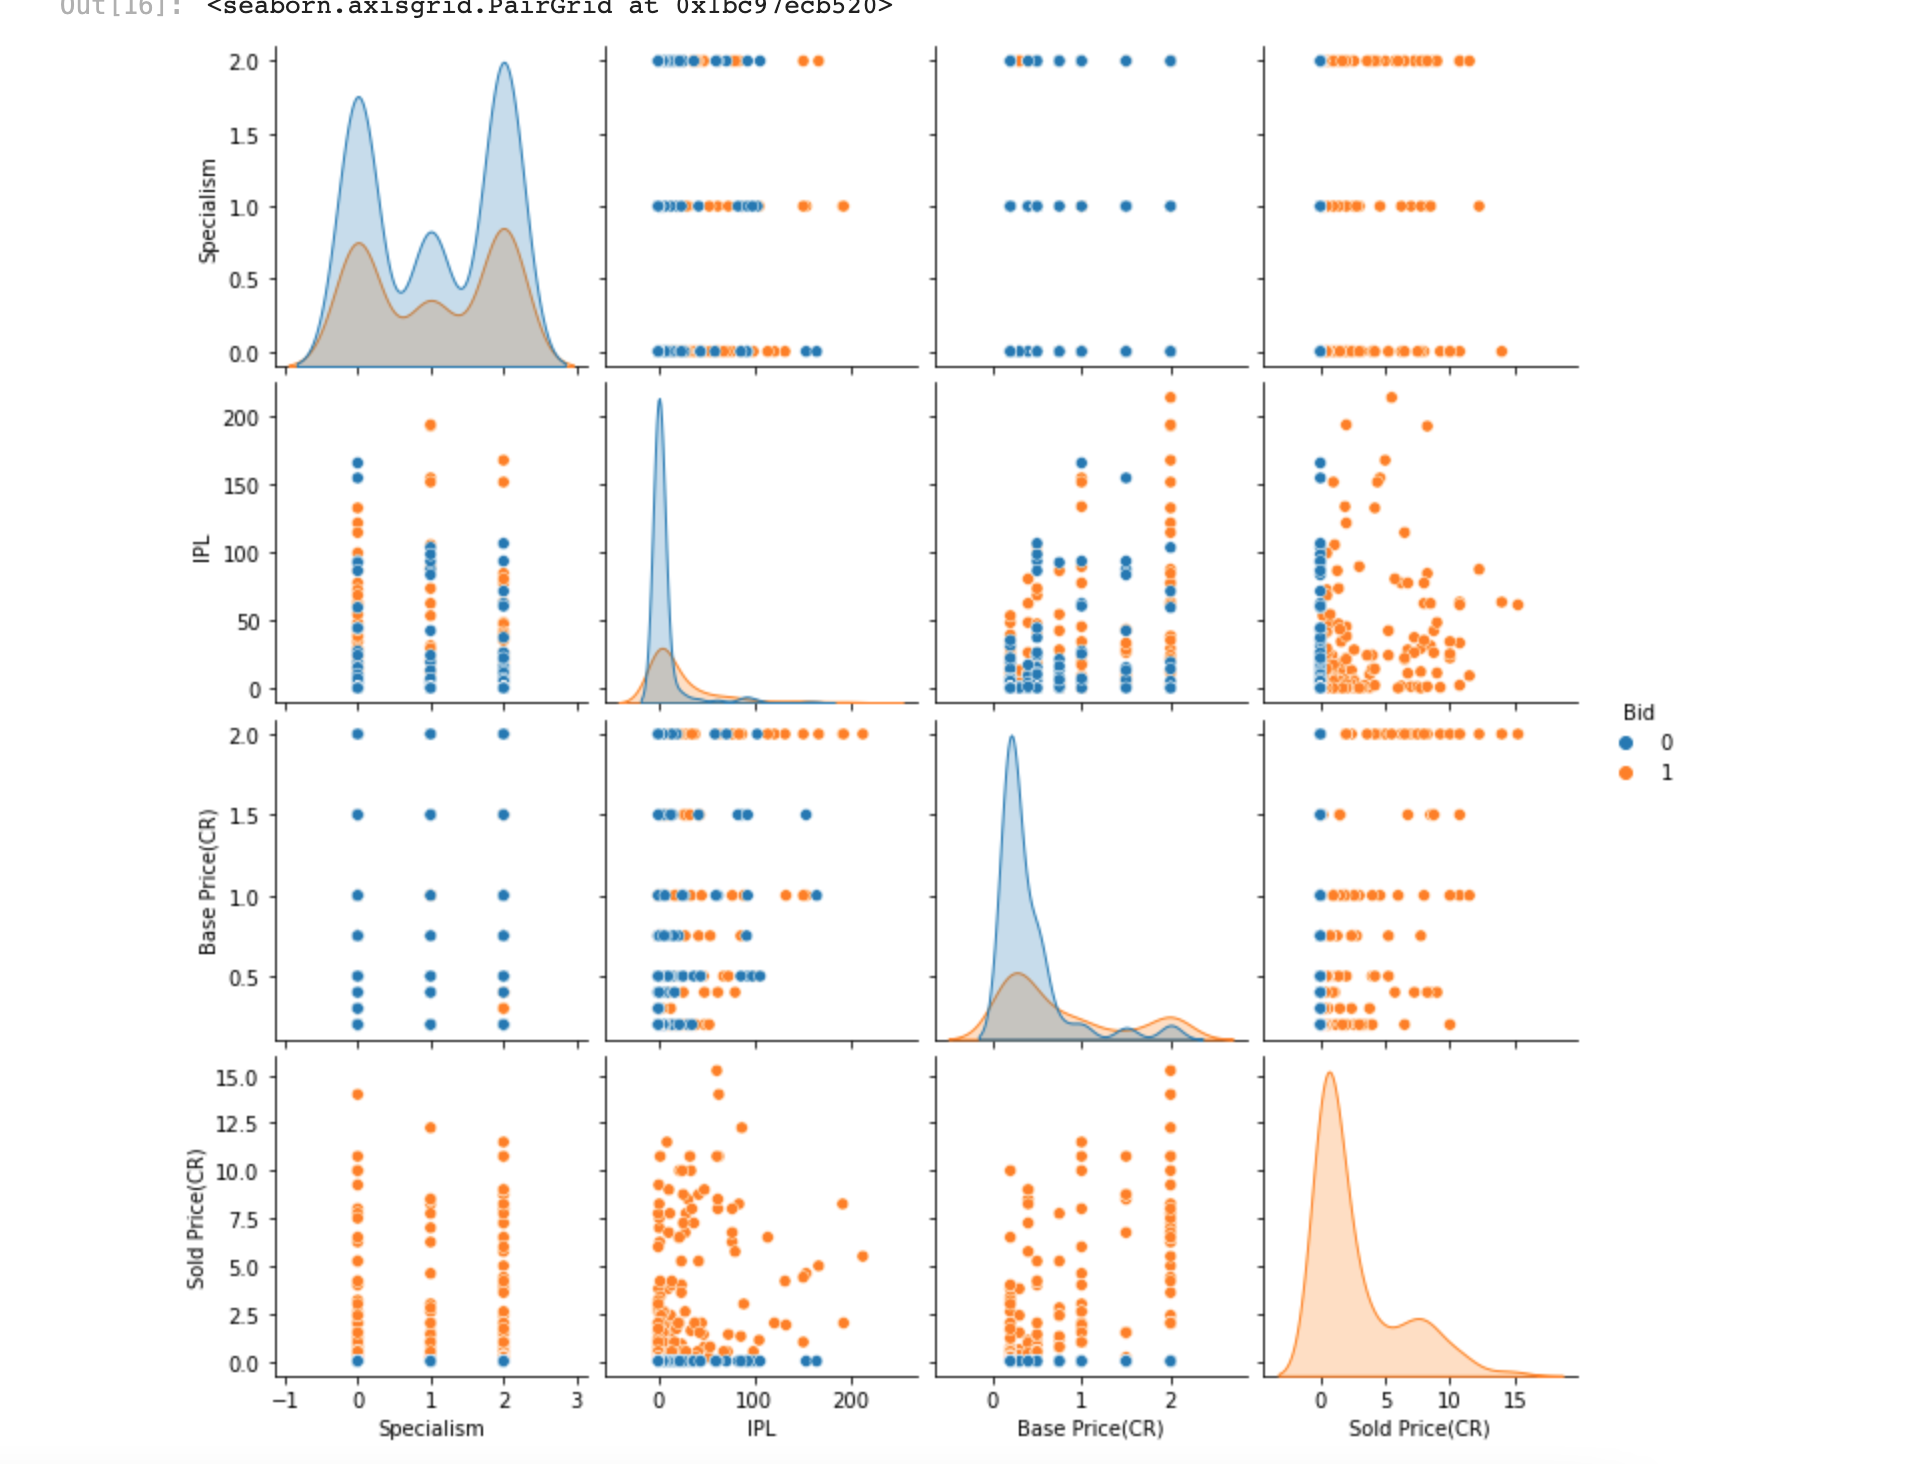 Out[16]: <seaborn.axisgrid.PairGrid at 0x1bc97ecb520>
2.0
1.5
1.0
0.5
0.0
Specialism
200
150
100
50
0
IPL
Bid
0
1
2.0
1.5
1.0
0.5
Base Price(CR)
15.0
12.5
10.0
7.5
5.0
2.5
0.0
Sold Price(CR)
−1 0 1 2 3
0 100 200
0 1 2
0 5 10 15
Specialism IPL Base Price(CR) Sold Price(CR)